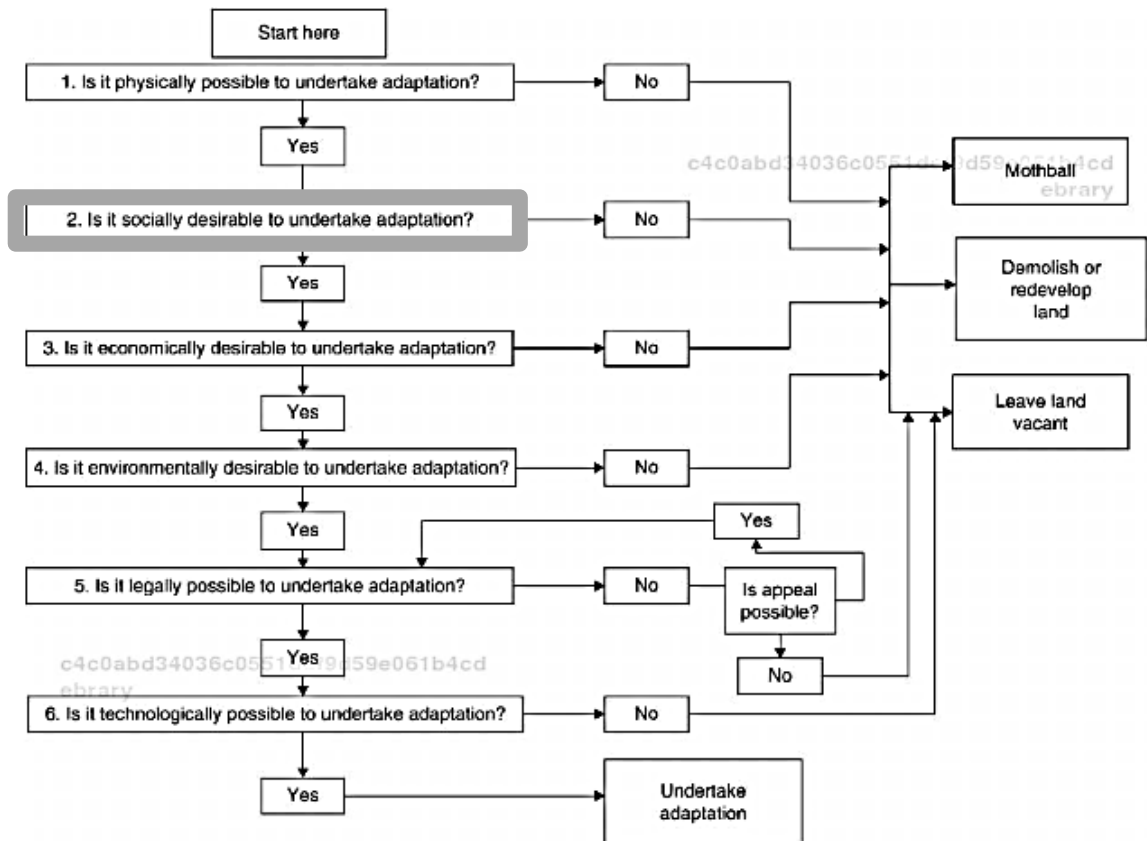 Start here
1. Is it physically possible to undertake adaptation?
No
Yes
Mothball
ebrary
2. Is it socially desirable to undertake adaptation?
No
Yes
Demolish or
redevelop
land
3. Is it economically desirable to undertake adaptation?
No
Yes
Leave land
vacant
4. Is it environmentally desirable to undertake adaptation?
No
Yes
Yes
5. Is it legally possible to undertake adaptation?
No
Is appeal
possible?
Yes
No
ebrary
6. Is it technologically possible to undertake adaptation?
No
Yes
Undertake
adaptation